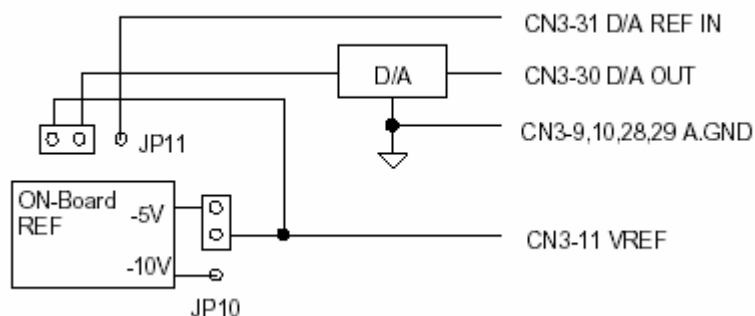 CN3-31 D/A REF IN
D/A
CN3-30 D/A OUT
CN3-9,10,28,29 A.GND
JP11
ON-Board
REF
-5V
-10V
CN3-11 VREF
JP10